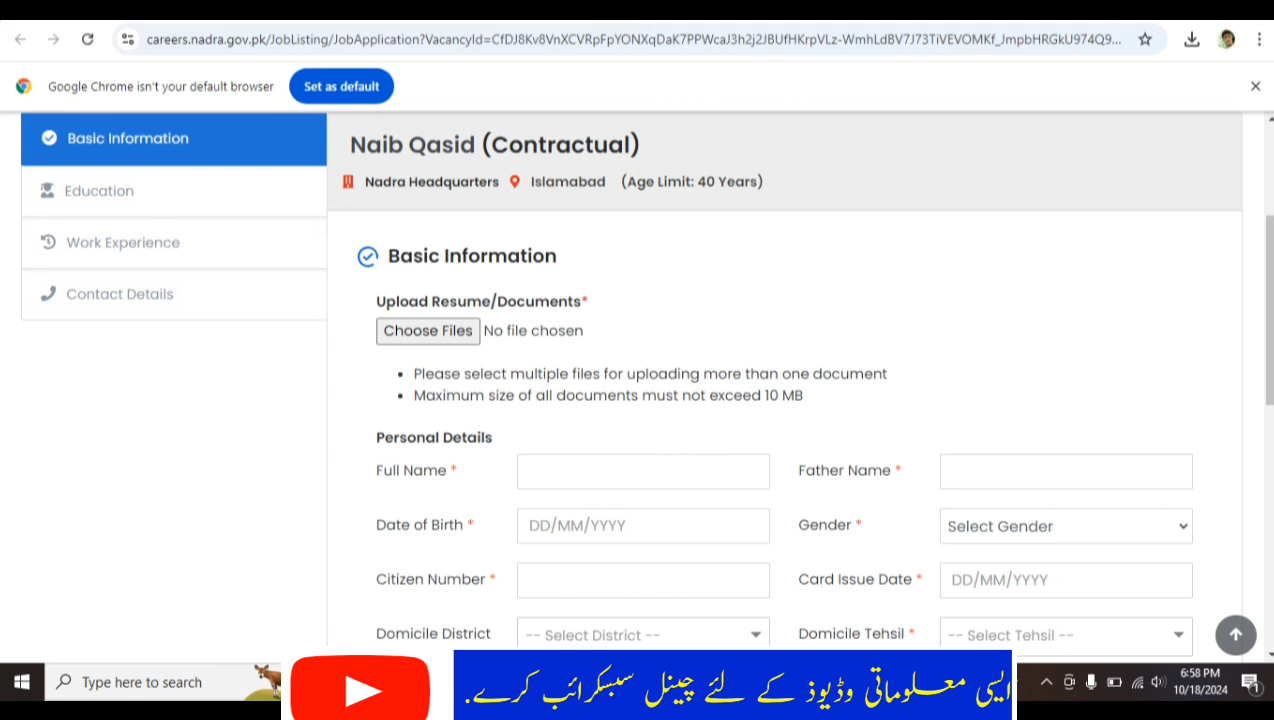 careers.nadra.gov.pk/JobListing/JobApplication?VacancyId=CfDJ8Kv8VnXCVRpFpYONXqDaK7PPWcaJ3h2j2JBUfHKrpVLz-WmhLdBV7J73TiVEVOMKf_JmpbHRGkU974Q9...
Google Chrome isn't your default browser Set as default
Basic Information
Education
Work Experience
Contact Details
Naib Qasid (Contractual)
Nadra Headquarters Islamabad (Age Limit: 40 Years)
Basic Information
Upload Resume/Documents*
Choose Files No file chosen
• Please select multiple files for uploading more than one document
• Maximum size of all documents must not exceed 10 MB
Personal Details
Full Name * Father Name *
Date of Birth * DD/MM/YYYY Gender * Select Gender
Citizen Number * Card Issue Date * DD/MM/YYYY
Domicile District -- Select District -- Domicile Tehsil * -- Select Tehsil --
Type here to search
ایسی معلوماتی وڈیوذ کے لئے چینل سبسکرائب کرے.
6:58 PM
10/18/2024
1